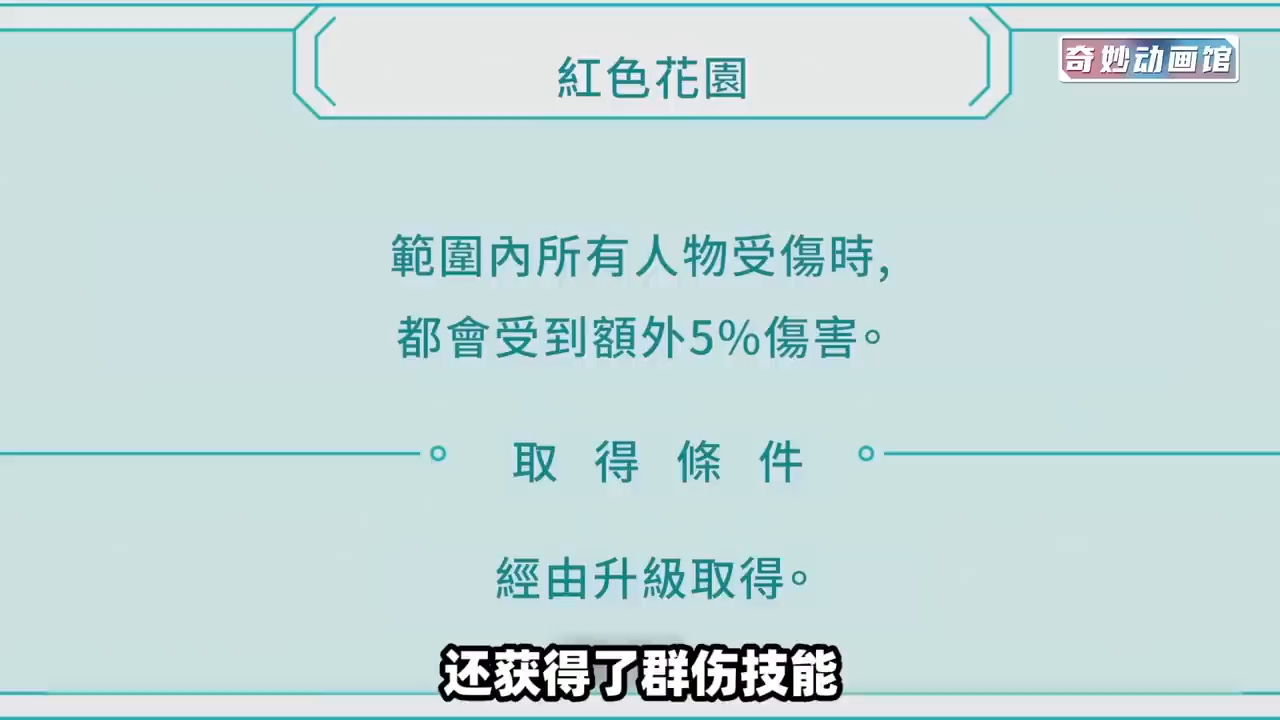 紅色花園
奇妙动画馆
範圍內所有人物受傷時,
都會受到額外5%傷害。
取得條件
經由升級取得。
还获得了群伤技能